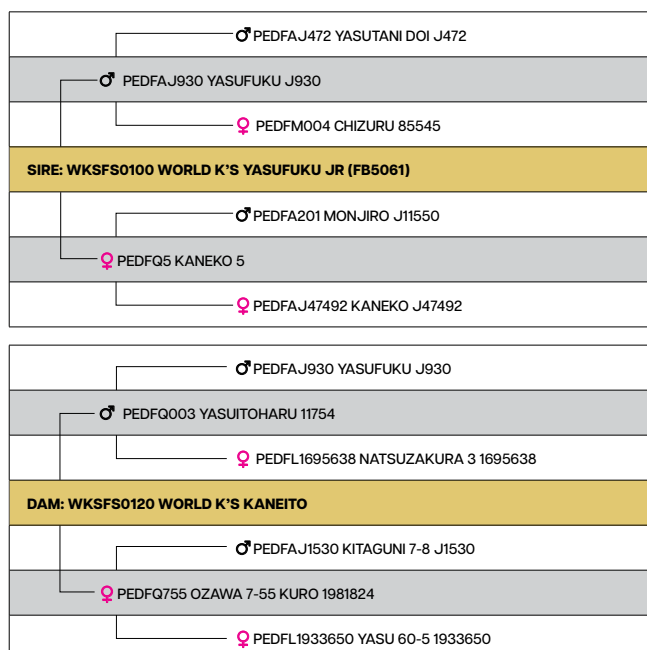 PEDFAJ472 YASUTANI DOI J472
PEDFAJ930 YASUFUKU J930
PEDFM004 CHIZURU 85545
SIRE: WKSFS0100 WORLD K'S YASUFUKU JR (FB5061)
PEDFA201 MONJIRO J11550
PEDFQ5 KANEKO 5
PEDFAJ47492 KANEKO J47492
PEDFAJ930 YASUFUKU J930
PEDFQ003 YASUITOHARU 11754
PEDFL1695638 NATSUZAKURA 3 1695638
DAM: WKSFS0120 WORLD K'S KANEITO
PEDFAJ1530 KITAGUNI 7-8 J1530
PEDFQ755 OZAWA 7-55 KURO 1981824
PEDFL1933650 YASU 60-5 1933650